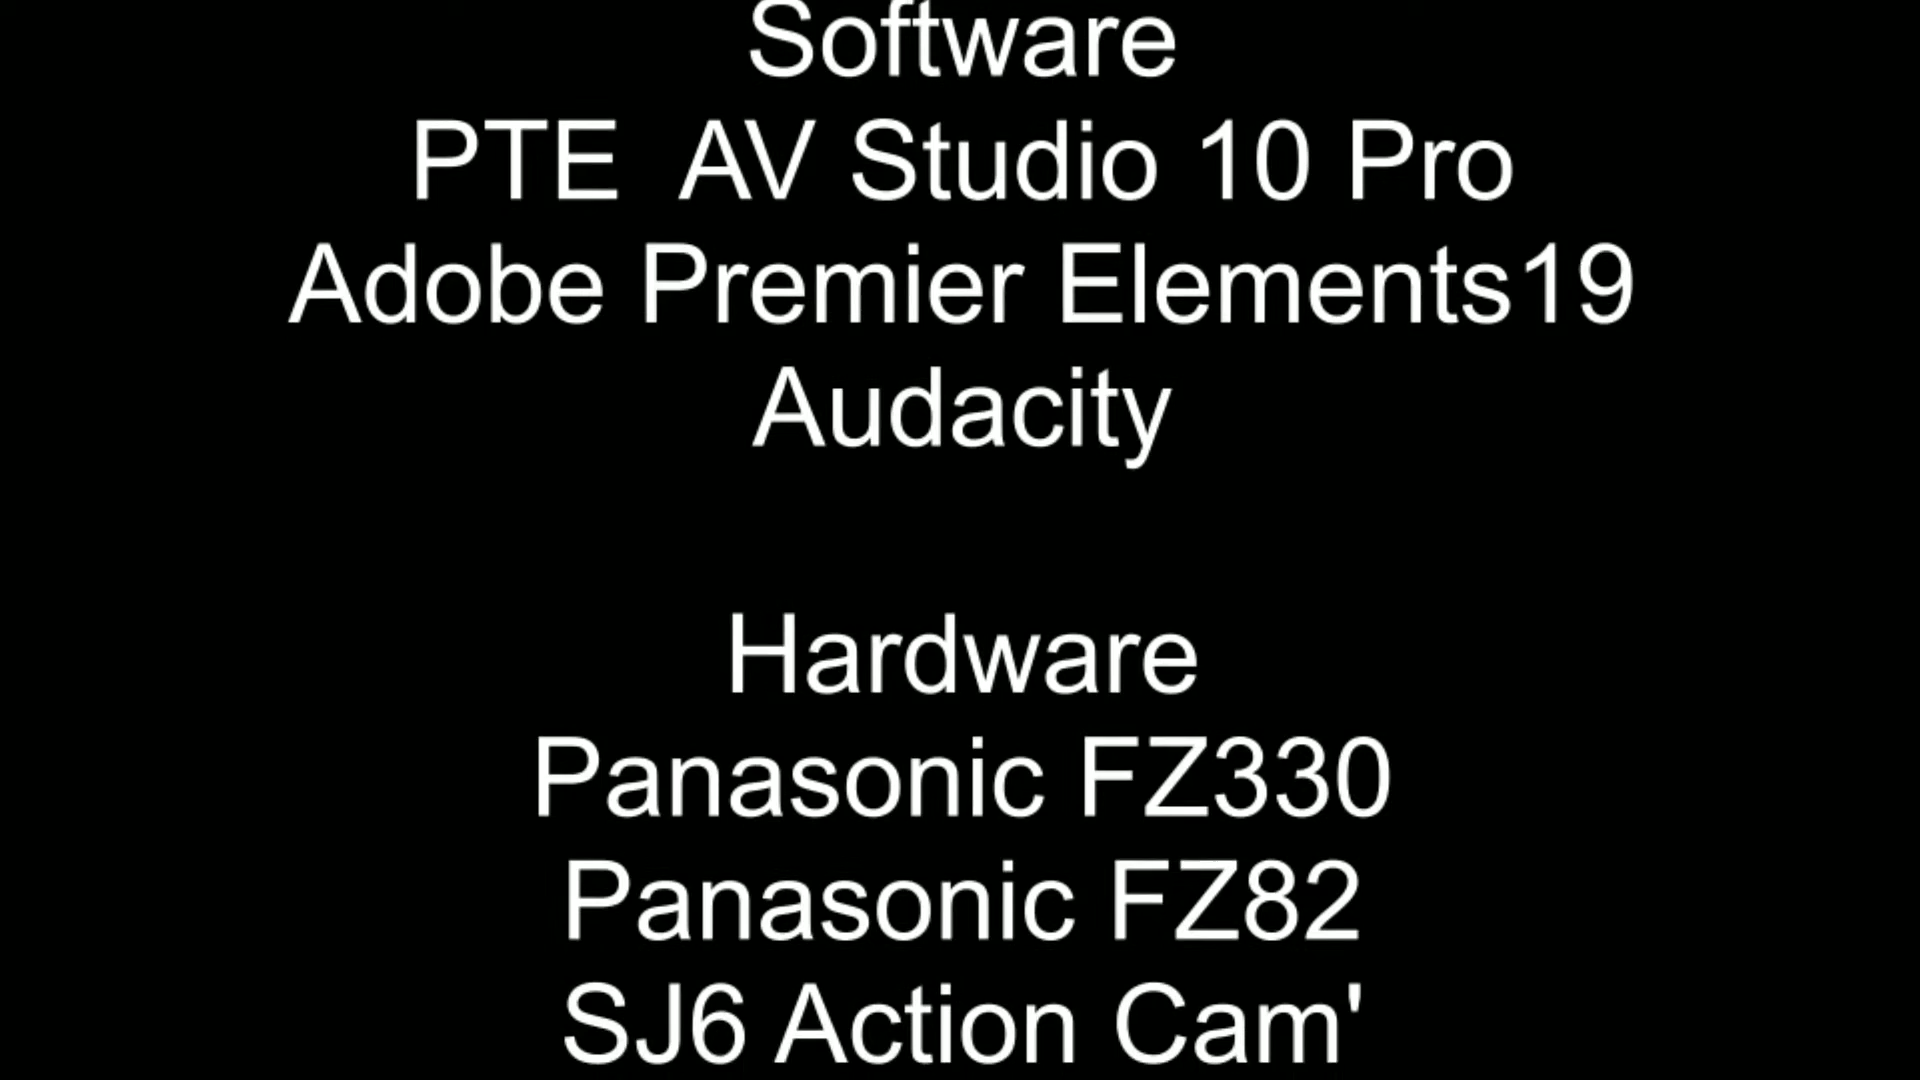 Software
PTE  AV Studio 10 Pro
Adobe Premier Elements19
Audacity
Hardware
Panasonic FZ330
Panasonic FZ82
SJ6 Action Cam'